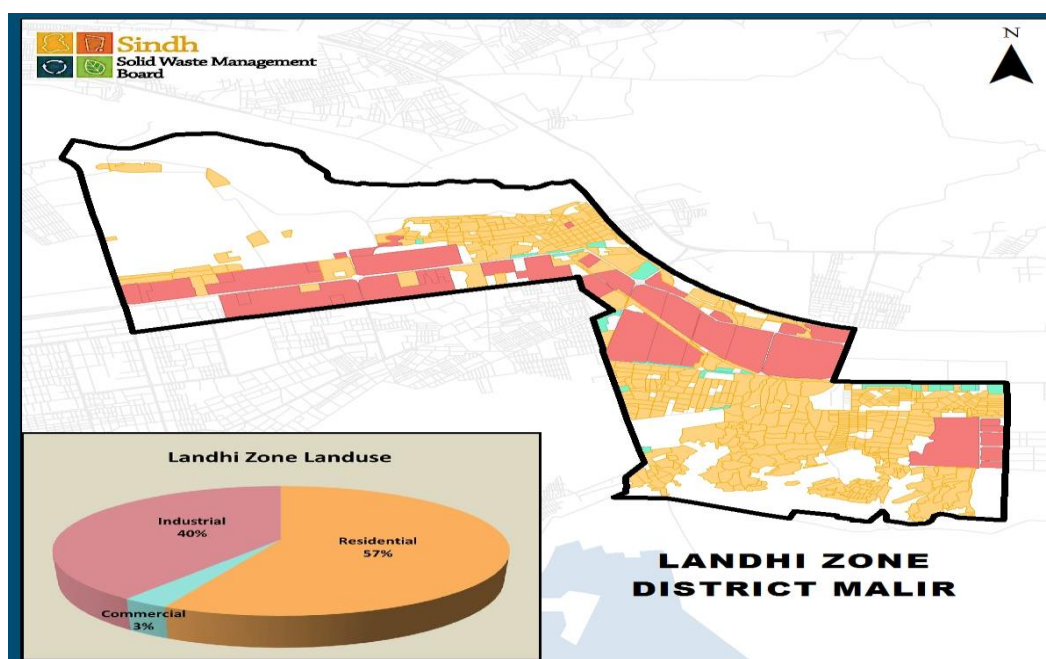 Sindh
Solid Waste Management
Board
N
Landhi Zone Landuse
Industrial
40%
Residential
57%
Commercial
3%
LANDHI ZONE
DISTRICT MALIR